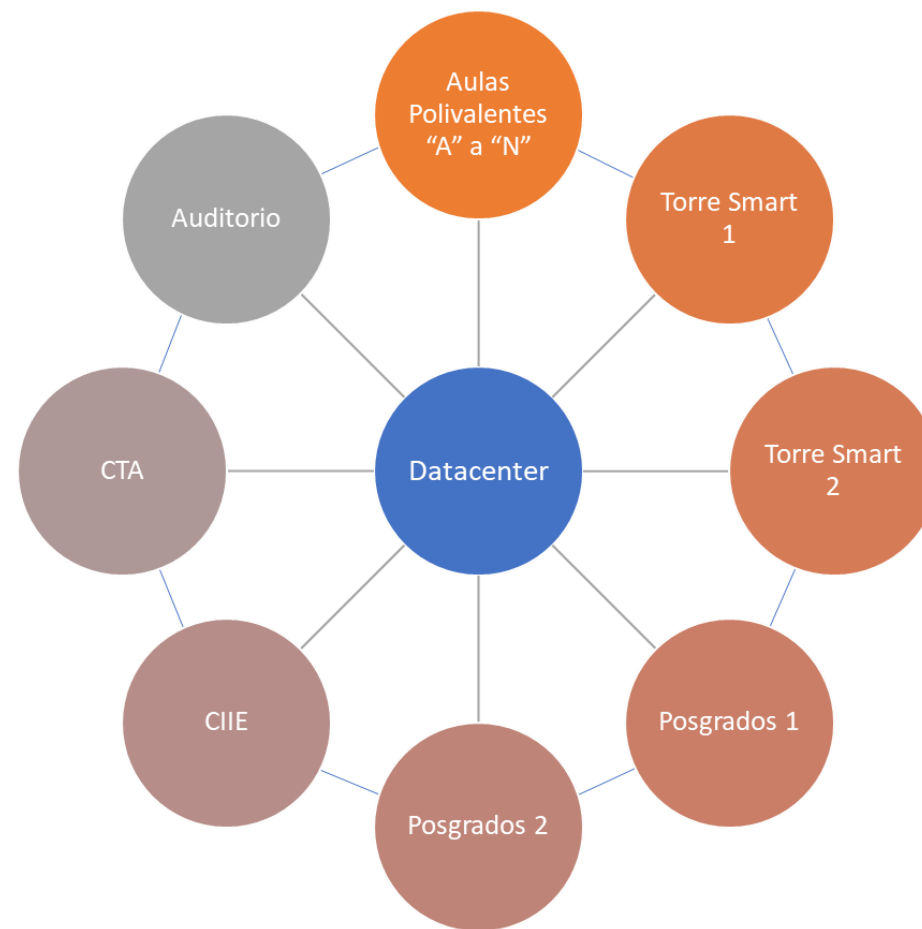 Aulas
Polivalentes
“A” a “N”
Torre Smart
1
Torre Smart
2
Posgrados 1
Posgrados 2
CIIE
CTA
Auditorio
Datacenter